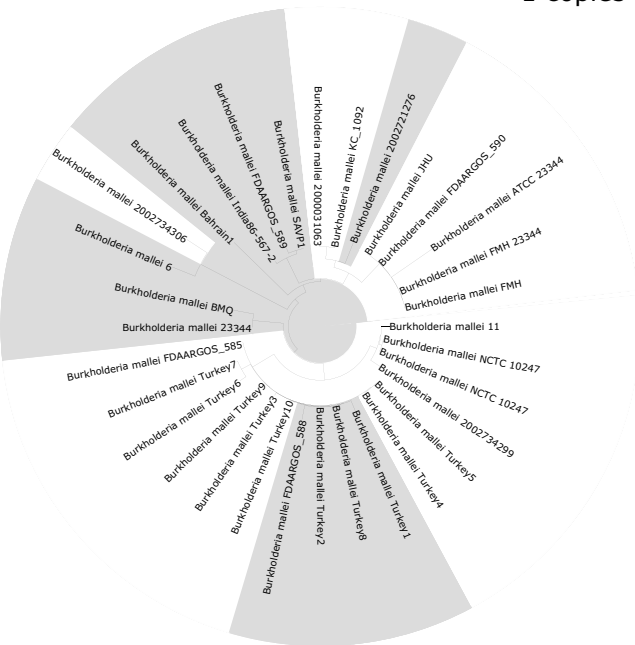 Burkholderia mallei 2000031063
Burkholderia mallei KC_1092
Burkholderia mallei 2002721276
Burkholderia mallei JHU
Burkholderia mallei FDAARGOS_590
Burkholderia mallei ATCC 23344
Burkholderia mallei FMH 23344
Burkholderia mallei FMH
Burkholderia mallei 11
Burkholderia mallei NCTC 10247
Burkholderia mallei NCTC 10247
Burkholderia mallei 2002734299
Burkholderia mallei Turkey5
Burkholderia mallei Turkey4
Burkholderia mallei Turkey1
Burkholderia mallei Turkey8
Burkholderia mallei Turkey2
Burkholderia mallei FDAARGOS_588
Burkholderia mallei Turkey10
Burkholderia mallei Turkey3
Burkholderia mallei Turkey9
Burkholderia mallei Turkey6
Burkholderia mallei Turkey7
Burkholderia mallei FDAARGOS_585
Burkholderia mallei 23344
Burkholderia mallei BMQ
Burkholderia mallei 6
Burkholderia mallei 2002734306
Burkholderia mallei Bahrain1
Burkholderia mallei India86-567-2
Burkholderia mallei FDAARGOS_589
Burkholderia mallei SAVP1